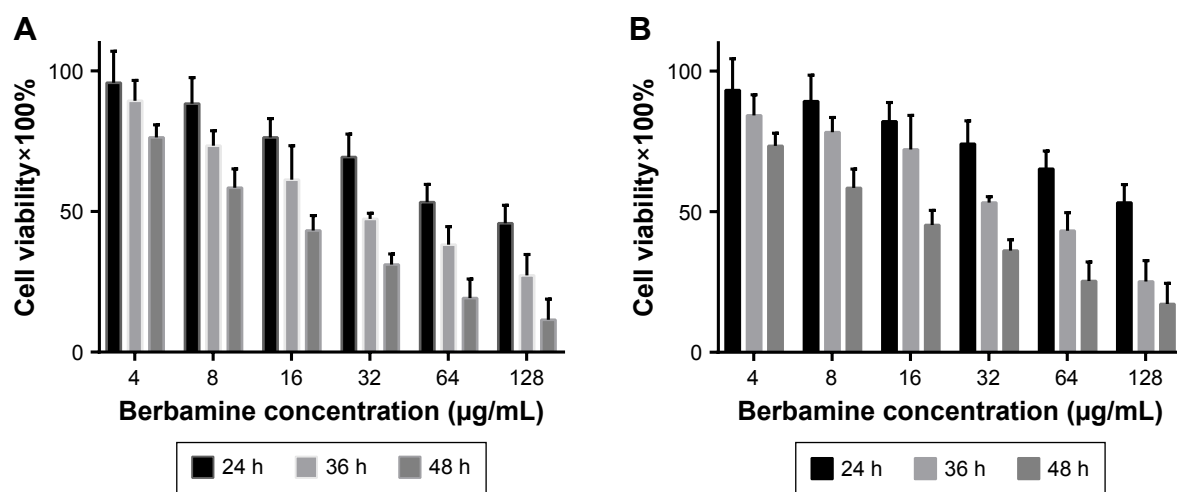 A
Cell viability×100%
100
50
0
4 8 16 32 64 128
Berbamine concentration (µg/mL)
24 h 36 h 48 h
B
Cell viability×100%
100
50
0
4 8 16 32 64 128
Berbamine concentration (µg/mL)
24 h 36 h 48 h